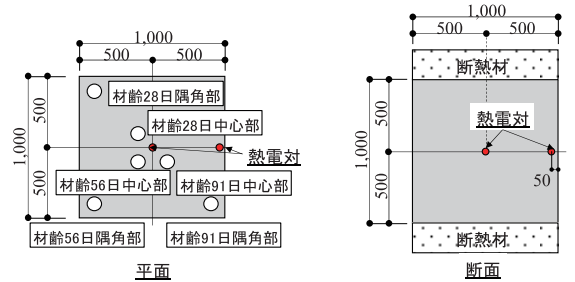 1,000
500
500
材齢28日隅角部
材齢28日中心部
熱電対
材齢56日中心部
材齢91日中心部
材齢56日隅角部
材齢91日隅角部
500
1,000
500
平面
1,000
500
500
断熱材
熱電対
500
1,000
500
50
断熱材
断面